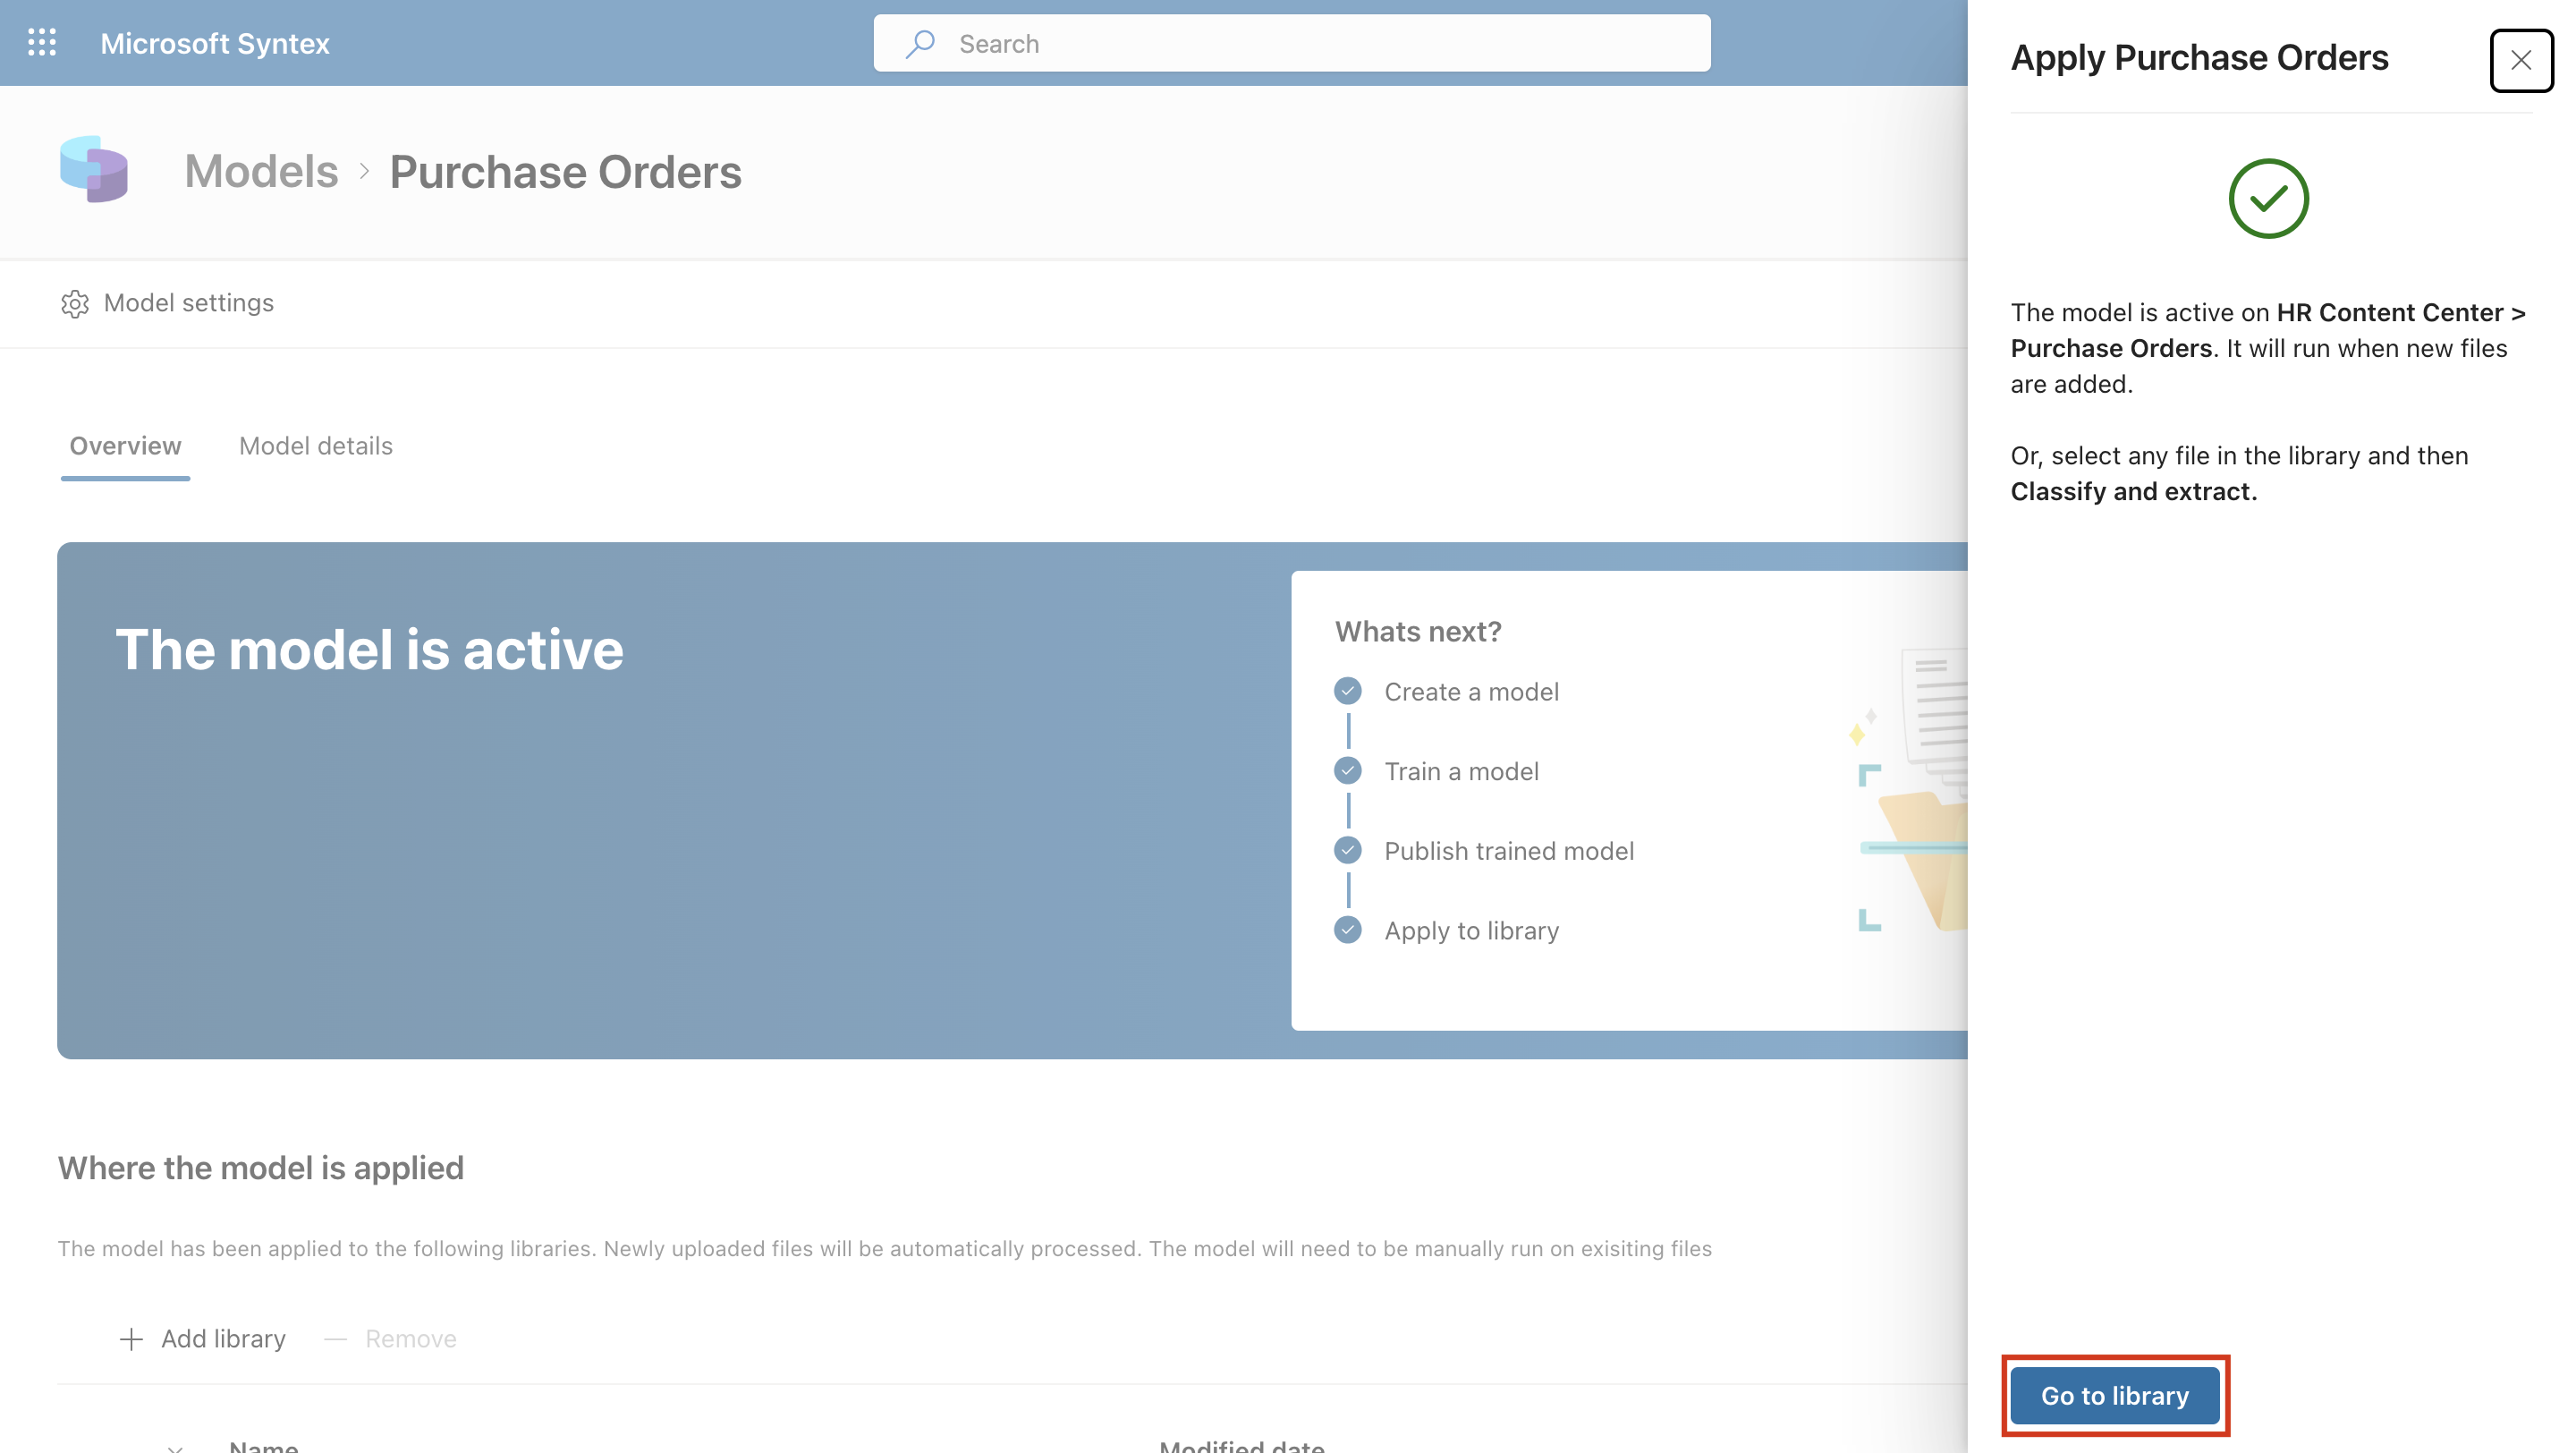 Microsoft Syntex
Search
Models > Purchase Orders
Model settings
Overview
Model details
The model is active
Whats next?
Create a model
Train a model
Publish trained model
Apply to library
Where the model is applied
The model has been applied to the following libraries. Newly uploaded files will be automatically processed. The model will need to be manually run on exisiting files
Add library
Remove
Name
Modified date
Apply Purchase Orders
The model is active on HR Content Center >
Purchase Orders. It will run when new files
are added.
Or, select any file in the library and then
Classify and extract.
Go to library